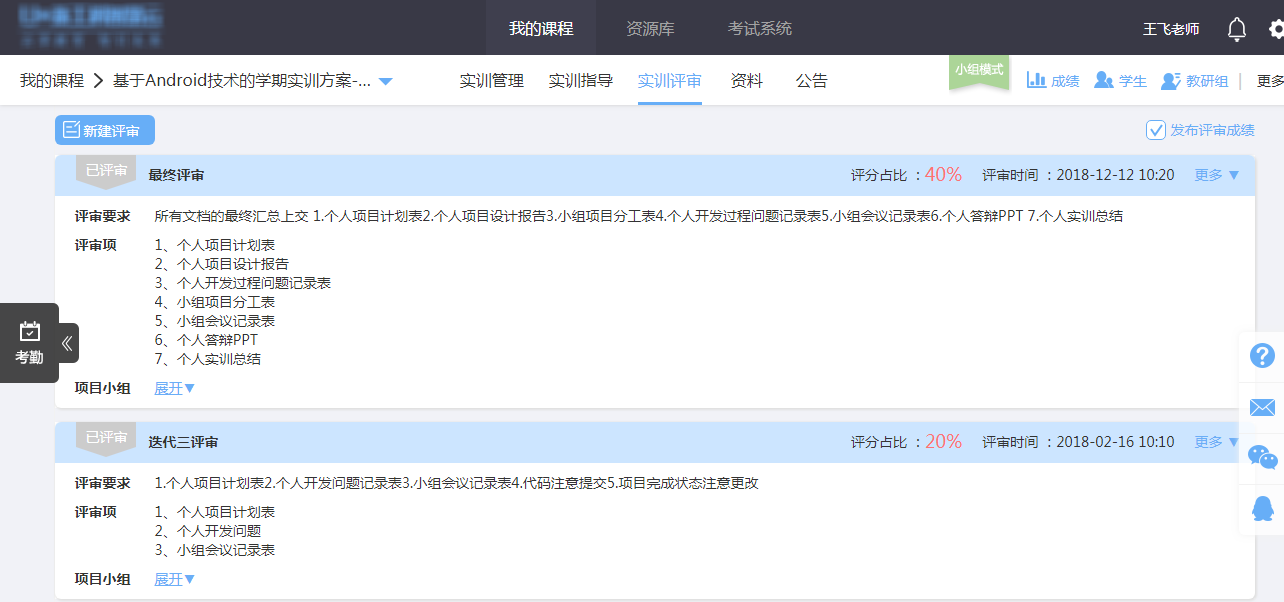 我的课程 资源库 考试系统 王飞老师
我的课程 基于Android技术的学期实训方案-... 实训管理 实训指导 实训评审 资料 公告 小组模式 成绩 学生 教研组 | 更多
新建评审 发布评审成绩
已评审 最终评审 评分占比 ：40% 评审时间 ：2018-12-12 10:20 更多
评审要求 所有文档的最终汇总上交 1.个人项目计划表2.个人项目设计报告3.小组项目分工表4.个人开发过程问题记录表5.小组会议记录表6.个人答辩PPT 7.个人实训总结
评审项 1、个人项目计划表
2、个人项目设计报告
3、个人开发过程问题记录表
4、小组项目分工表
5、小组会议记录表
6、个人答辩PPT
7、个人实训总结
考勤
项目小组 展开
已评审 迭代三评审 评分占比 ：20% 评审时间 ：2018-02-16 10:10 更多
评审要求 1.个人项目计划表2.个人开发问题记录表3.小组会议记录表4.代码注意提交5.项目完成状态注意更改
评审项 1、个人项目计划表
2、个人开发问题
3、小组会议记录表
项目小组 展开